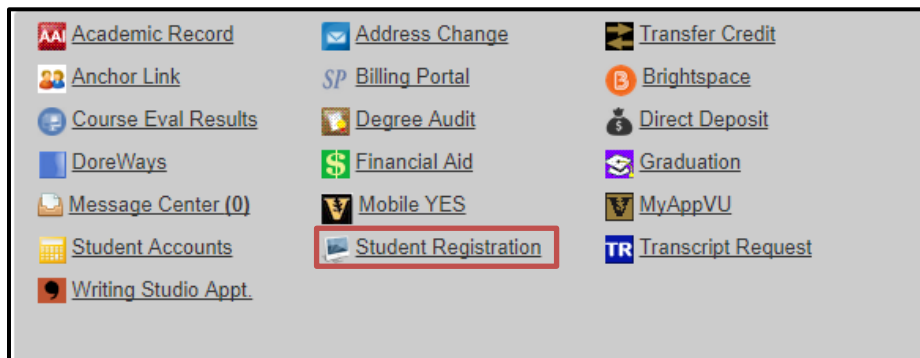 AAI Academic Record Address Change Transfer Credit
Anchor Link SP Billing Portal B Brightspace
Course Eval Results Degree Audit $ Direct Deposit
DoreWays $ Financial Aid Graduation
Message Center (0) V Mobile YES V MyAppVU
Student Accounts Student Registration TR Transcript Request
Writing Studio Appt.